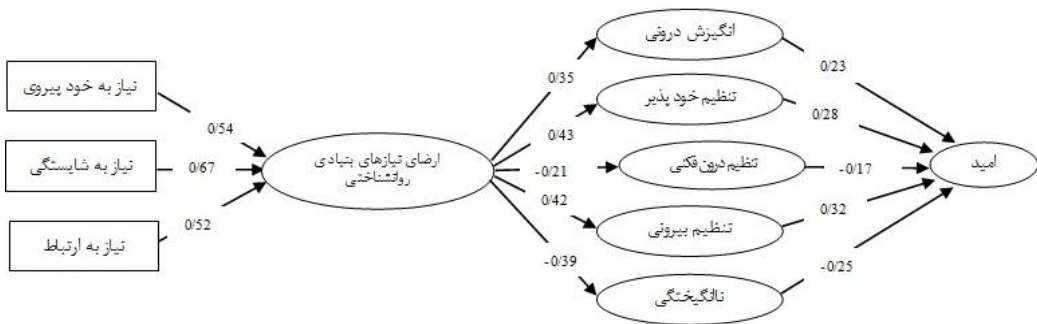 نیاز به خود پیروی
نیاز به شایستگی
نیاز به ارتباط
0/54
0/67
0/52
ارضای نیازهای بنیادی
روانشناختی
0/35
0/43
-0/21
0/42
-0/39
انگیزش درونی
تنظیم خود پذیر
تنظیم درون فکنی
تنظیم بیرونی
ناانگیختگی
0/23
0/28
-0/17
0/32
-0/25
امید